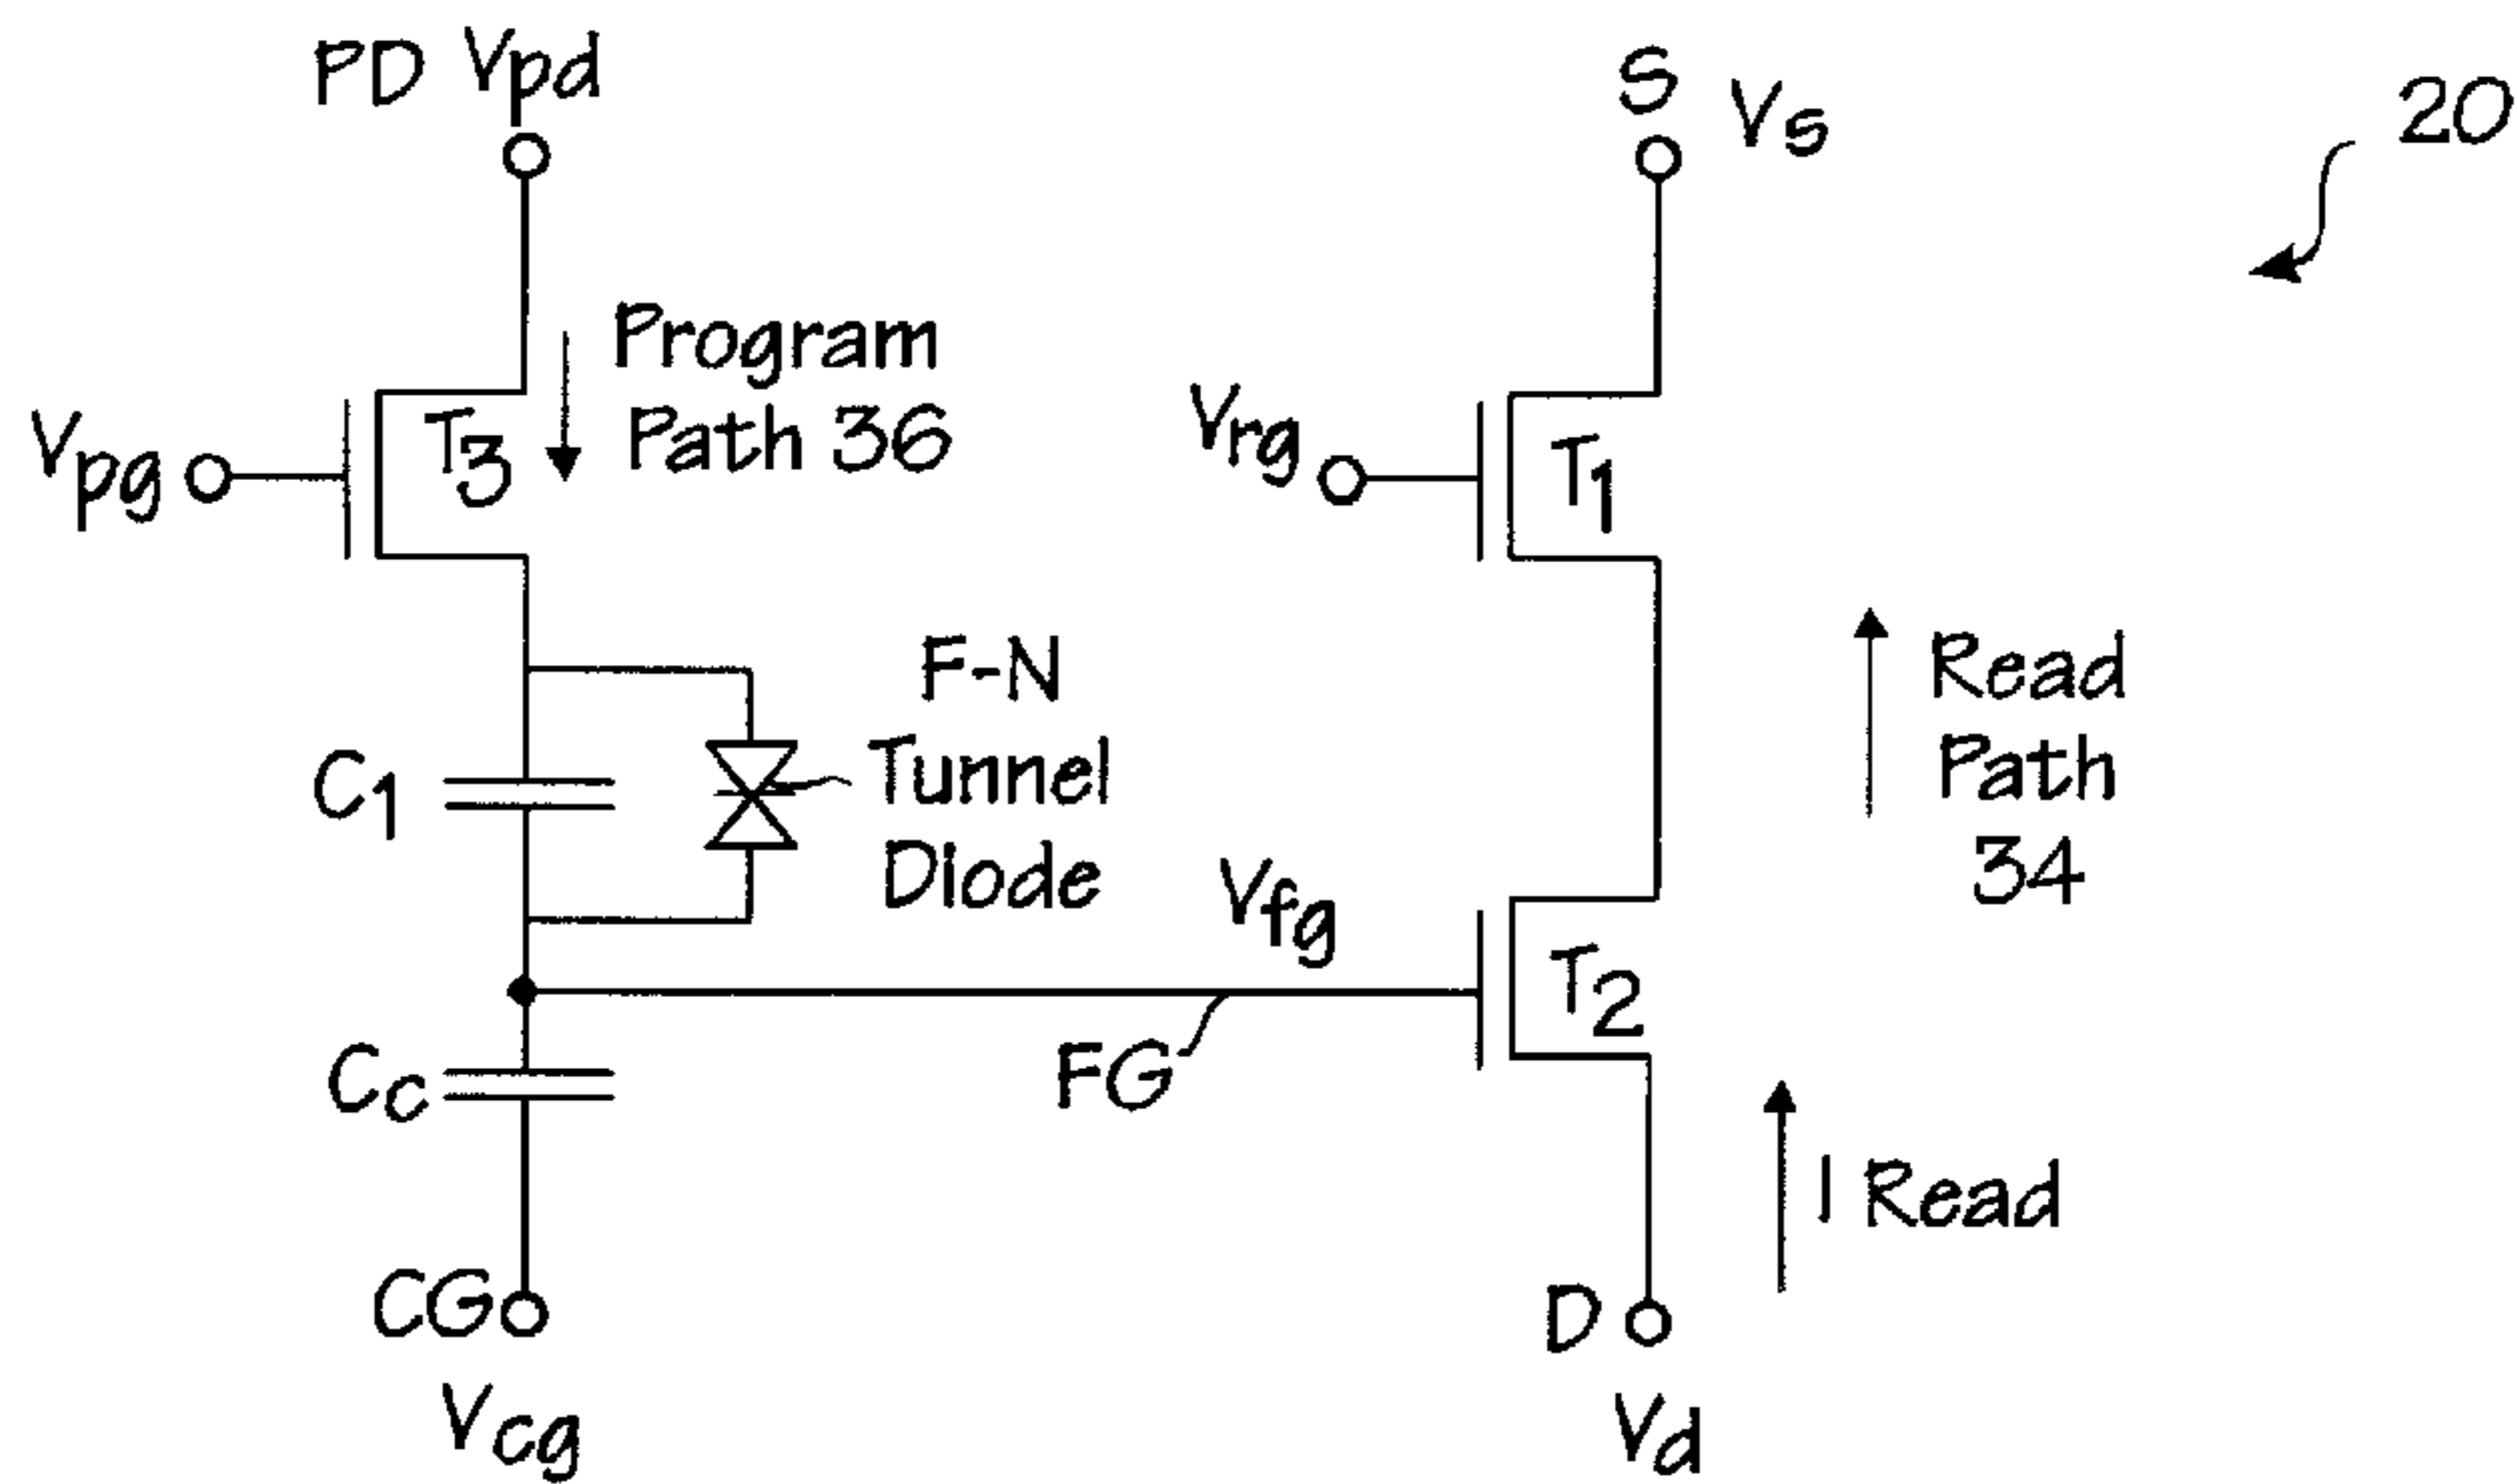 PD Vpd
S Vs
20
Program
Path 36
Vpg
T3
Vrg
T1
F-N
Tunnel
Diode
C1
Read
Path
34
Vfg
T2
FG
Cc
I Read
CG
D
Vcg
Vd